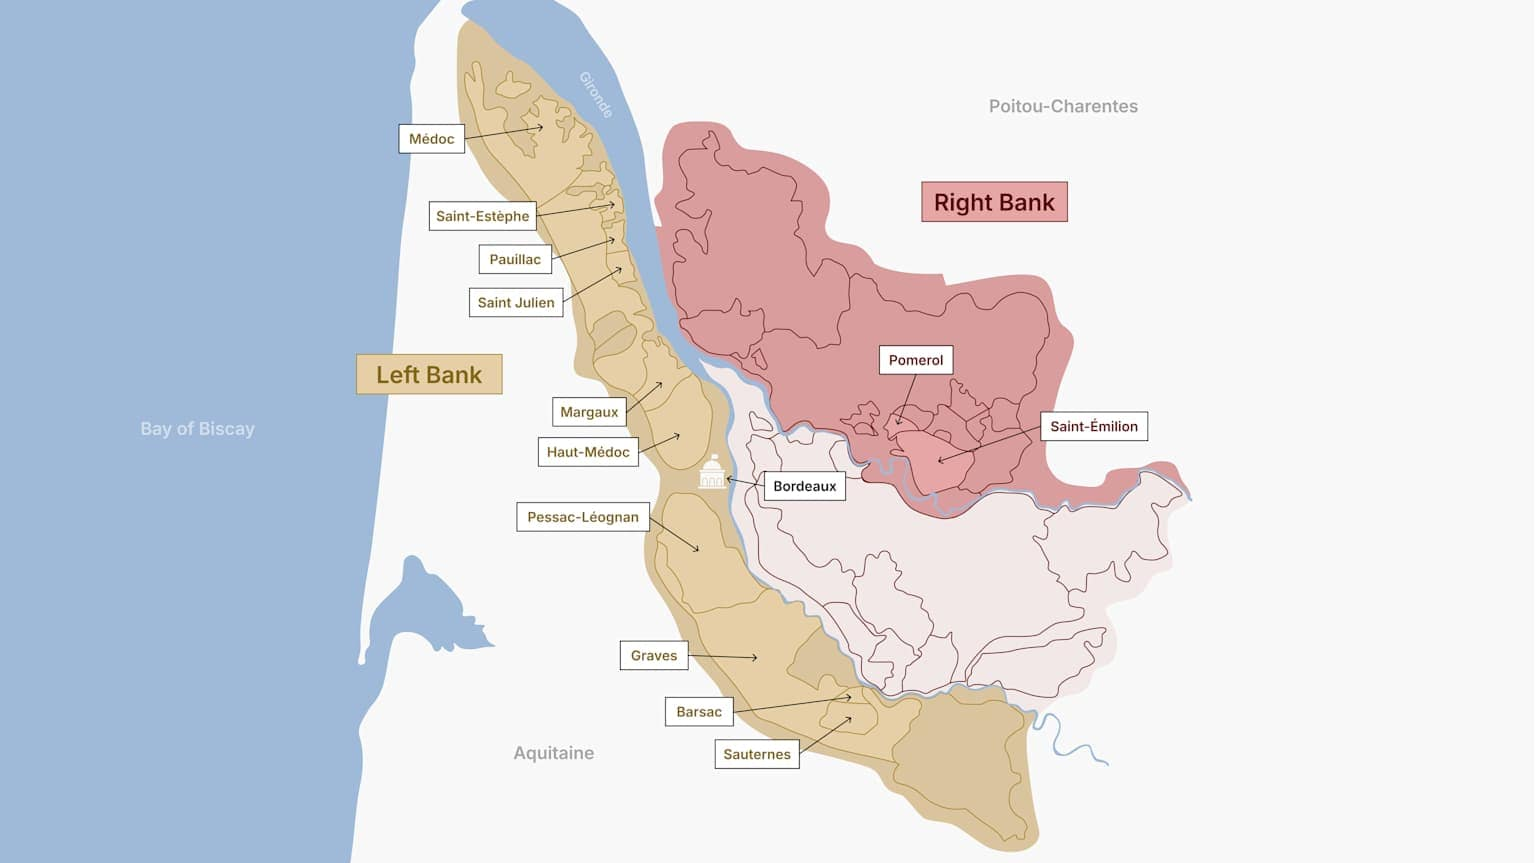 Gironde
Poitou-Charentes
Médoc
Right Bank
Saint-Estèphe
Pauillac
Saint Julien
Pomerol
Left Bank
Margaux
Saint-Émilion
Bay of Biscay
Haut-Médoc
Bordeaux
Pessac-Léognan
Graves
Barsac
Sauternes
Aquitaine